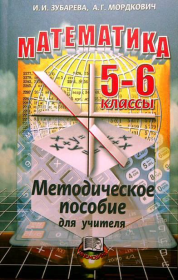 И. И. ЗУБАРЕВА, А. Г. МОРДКОВИЧ
МАТЕМАТИКА
5-6
классы
Методическое
пособие
для учителя